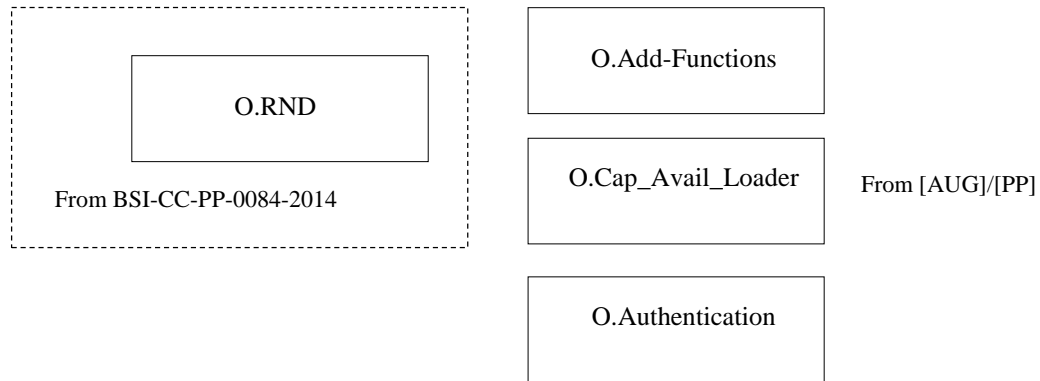 O.RND
From BSI-CC-PP-0084-2014
O.Add-Functions
O.Cap_Avail_Loader
From [AUG]/[PP]
O.Authentication